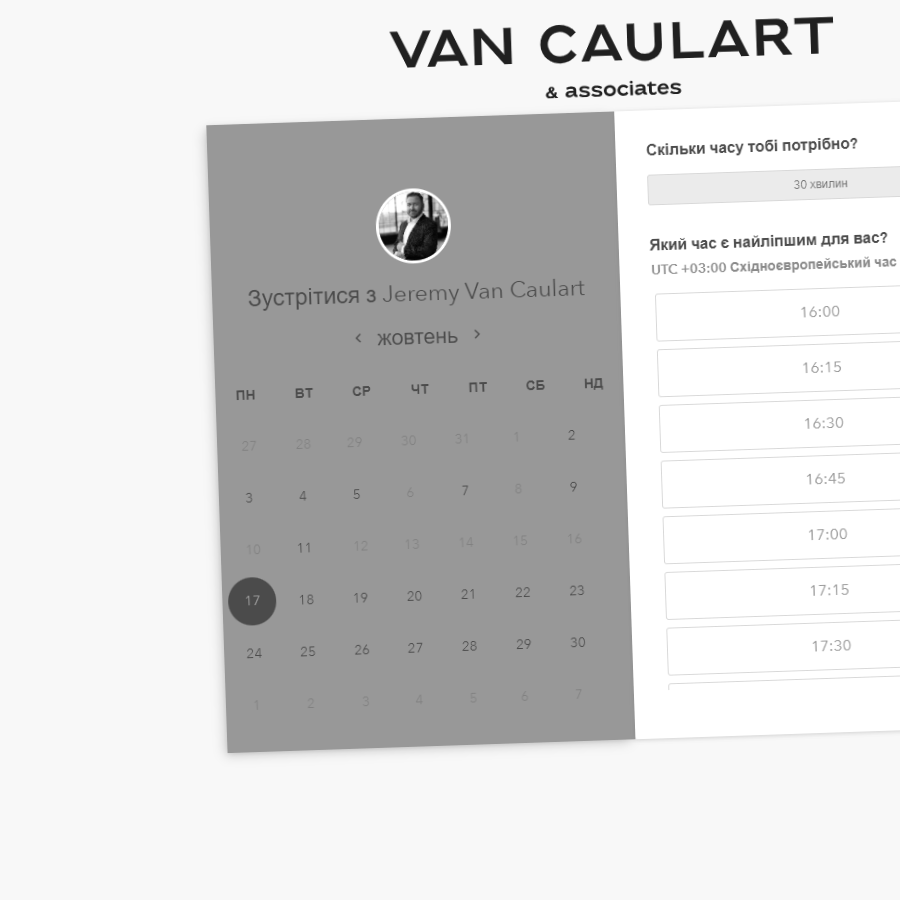 VAN CAULART
& associates
Зустрітися з Jeremy Van Caulart
‹ жовтень ›
ПН ВТ СР ЧТ ПТ СБ НД
27 28 29 30 31 1 2
3 4 5 6 7 8 9
10 11 12 13 14 15 16
17 18 19 20 21 22 23
24 25 26 27 28 29 30
1 2 3 4 5 6 7
Скільки часу тобі потрібно?
30 хвилин
Який час є найліпшим для вас?
UTC +03:00 Східноєвропейський час
16:00
16:15
16:30
16:45
17:00
17:15
17:30